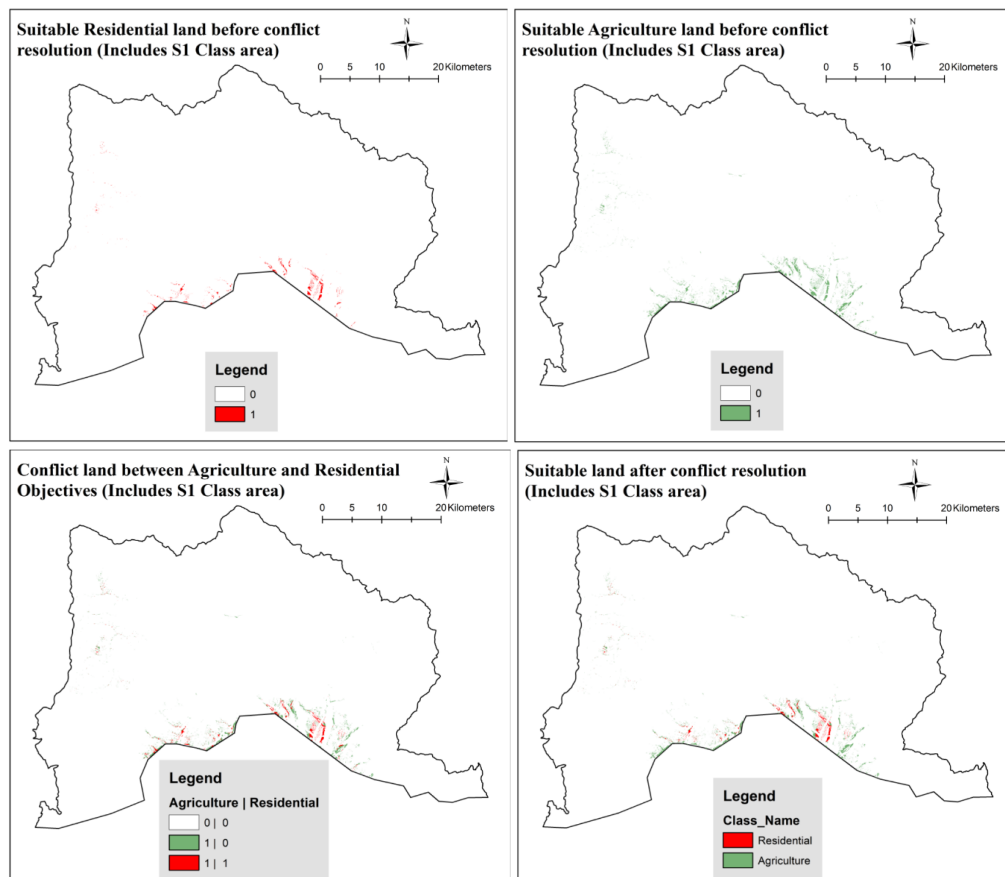 Suitable Residential land before conflict
resolution (Includes S1 Class area)
N
0 5 10 20 Kilometers
Legend
0
1
Suitable Agriculture land before conflict
resolution (Includes S1 Class area)
N
0 5 10 20 Kilometers
Legend
0
1
Conflict land between Agriculture and Residential
Objectives (Includes S1 Class area)
N
0 5 10 20 Kilometers
Legend
Agriculture | Residential
0 | 0
1 | 0
1 | 1
Suitable land after conflict resolution
(Includes S1 Class area)
N
0 5 10 20 Kilometers
Legend
Class_Name
Residential
Agriculture